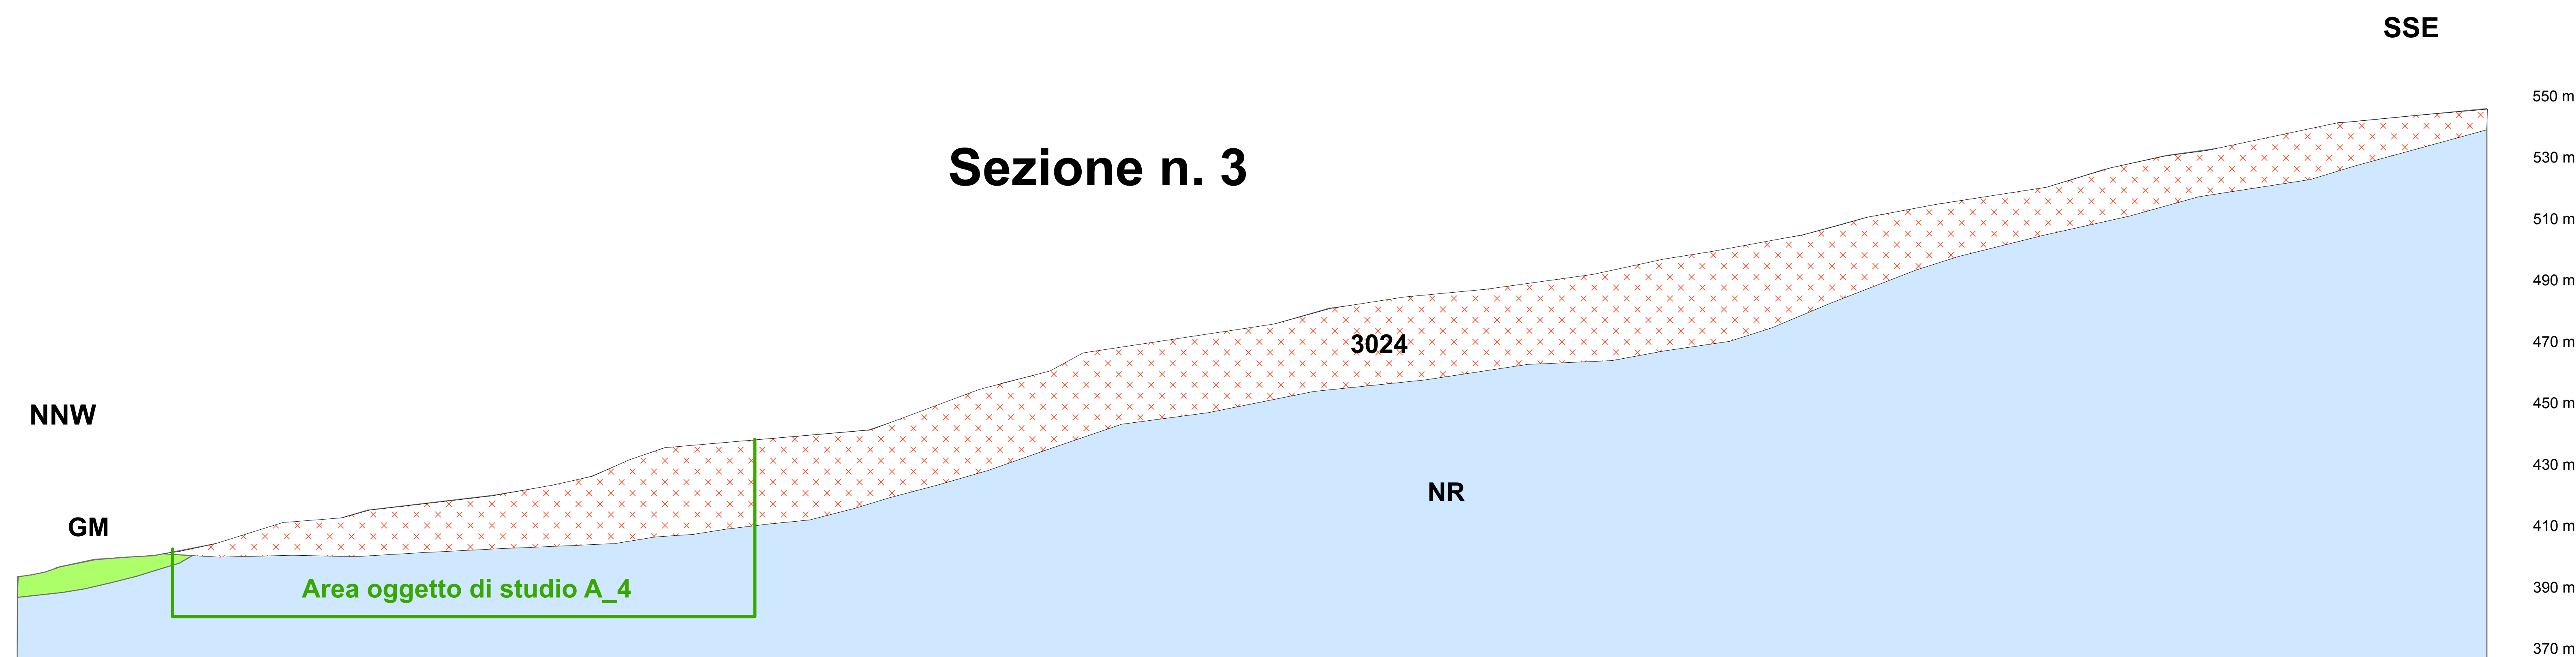 SSE
550 m
Sezione n. 3
530 m
510 m
490 m
3024
470 m
NNW
450 m
430 m
NR
GM
410 m
Area oggetto di studio A_4
390 m
370 m